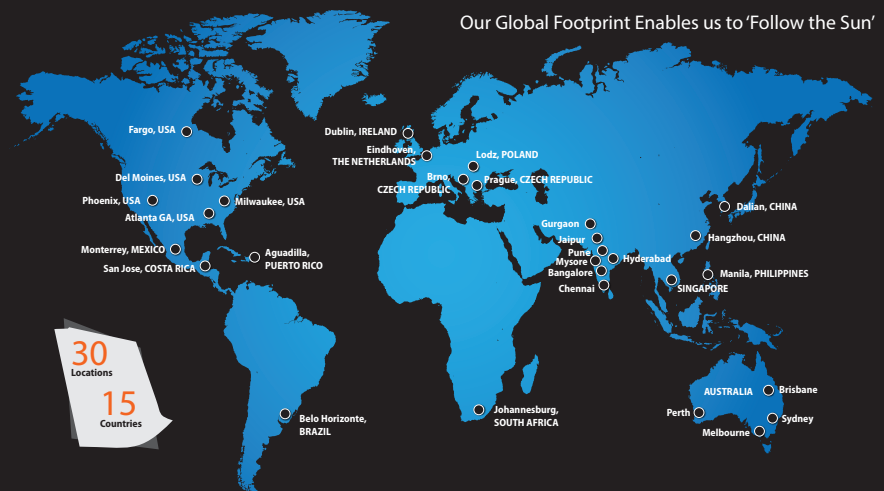 Our Global Footprint Enables us to ‘Follow the Sun’
Fargo, USA
Del Moines, USA
Phoenix, USA
Milwaukee, USA
Atlanta GA, USA
Monterrey, MEXICO
Aguadilla,
PUERTO RICO
San Jose, COSTA RICA
Belo Horizonte,
BRAZIL
Dublin, IRELAND
Eindhoven,
THE NETHERLANDS
Lodz, POLAND
Brno,
CZECH REPUBLIC
Prague, CZECH REPUBLIC
Gurgaon
Jaipur
Pune
Mysore
Hyderabad
Bangalore
Chennai
Johannesburg,
SOUTH AFRICA
Dalian, CHINA
Hangzhou, CHINA
Manila, PHILIPPINES
SINGAPORE
AUSTRALIA
Brisbane
Perth
Sydney
Melbourne
30
Locations
15
Countries